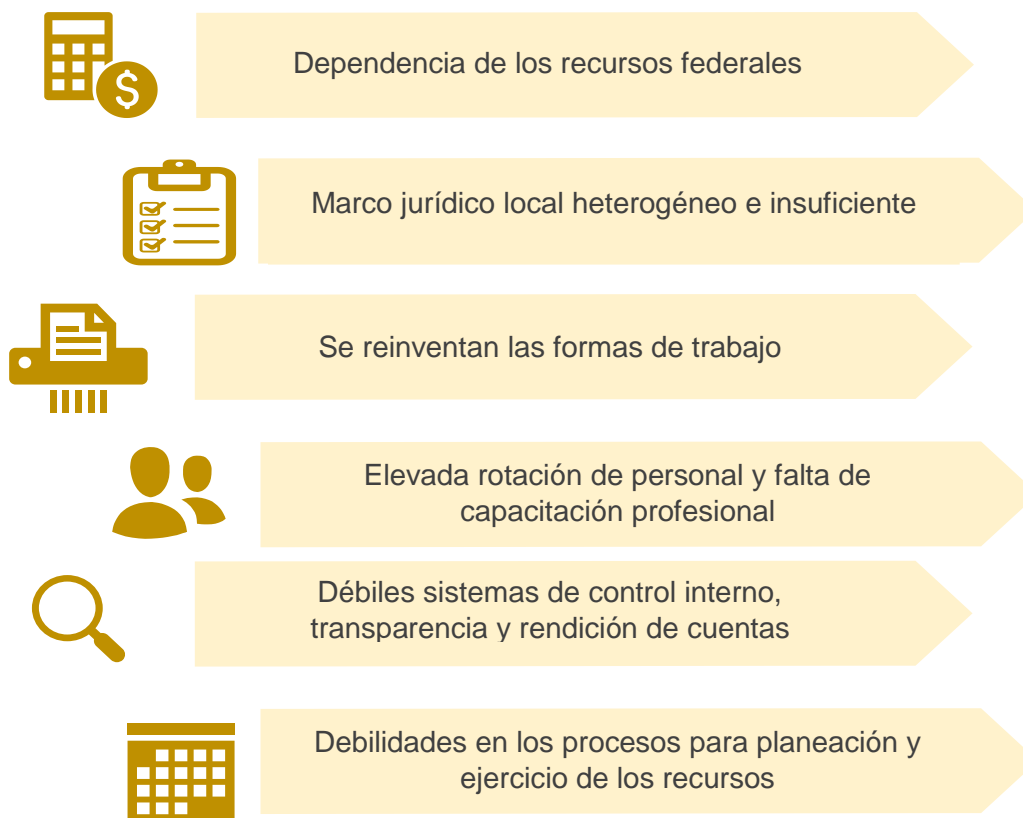 Dependencia de los recursos federales
Marco jurídico local heterogéneo e insuficiente
Se reinventan las formas de trabajo
Elevada rotación de personal y falta de
capacitación profesional
Débiles sistemas de control interno,
transparencia y rendición de cuentas
Debilidades en los procesos para planeación y
ejercicio de los recursos